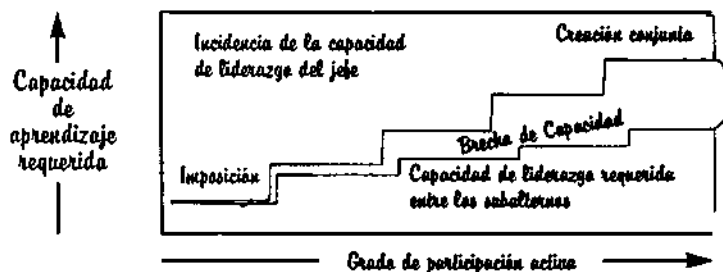 Capacidad
de
aprendizaje
requerida
Incidencia de la capacidad
de liderazgo del jefe
Creación conjunta
Imposición
Brecha de Capacidad
Capacidad de liderazgo requerida
entre los subalternos
Grado de participación activa